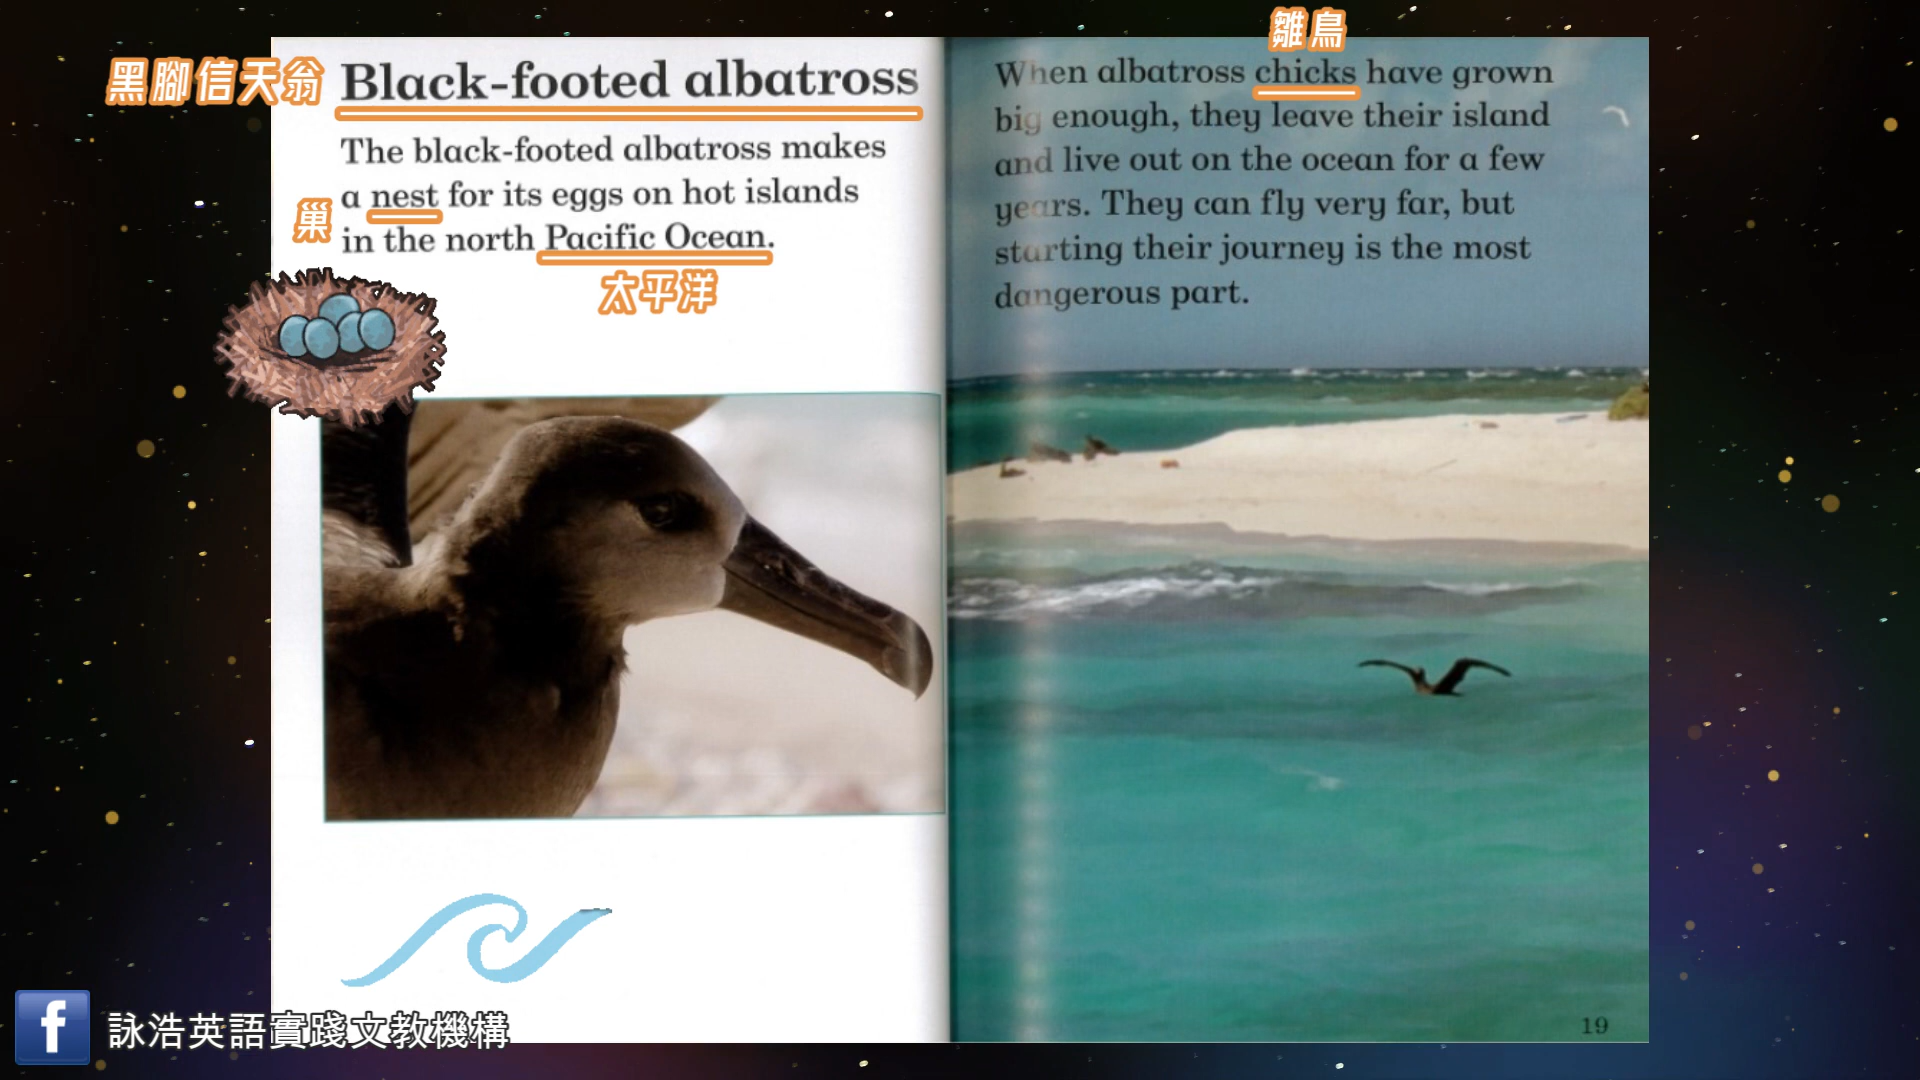 黑腳信天翁
Black-footed albatross
The black-footed albatross makes
a nest for its eggs on hot islands
巢
in the north Pacific Ocean.
太平洋
雛鳥
When albatross chicks have grown
big enough, they leave their island
and live out on the ocean for a few
years. They can fly very far, but
starting their journey is the most
dangerous part.
19
f
詠浩英語實踐文教機構